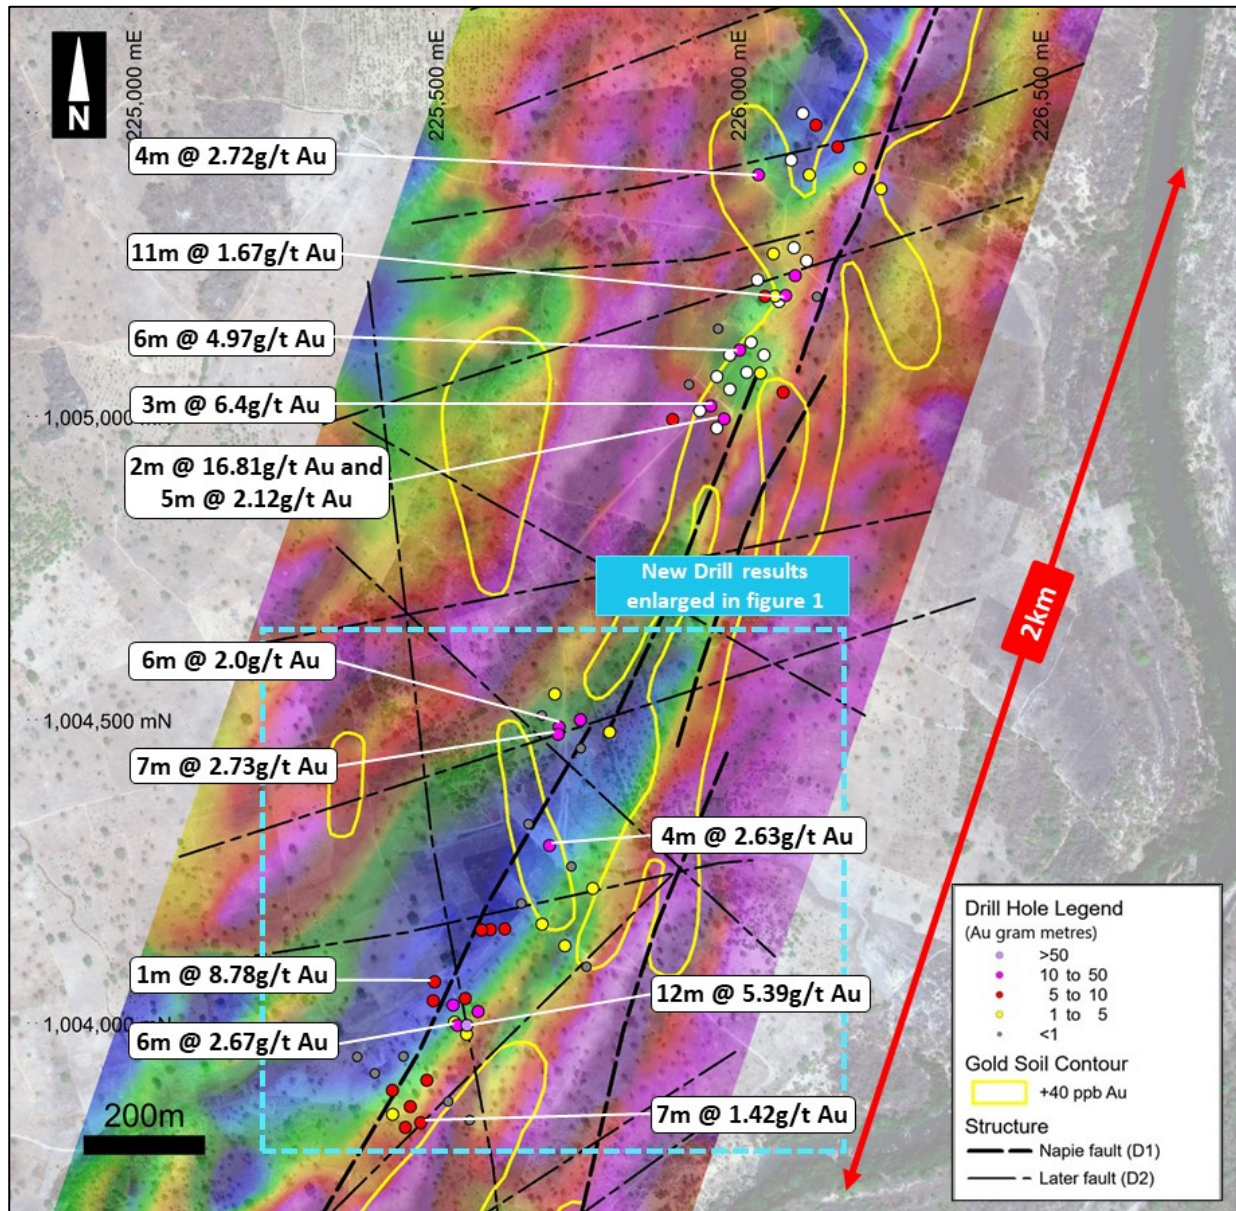 225,000 mE
225,500 mE
226,000 mE
226,500 mE
N
4m @ 2.72g/t Au
11m @ 1.67g/t Au
6m @ 4.97g/t Au
3m @ 6.4g/t Au
1,005,000 mN
2m @ 16.81g/t Au and
5m @ 2.12g/t Au
New Drill results
enlarged in figure 1
2km
6m @ 2.0g/t Au
1,004,500 mN
7m @ 2.73g/t Au
4m @ 2.63g/t Au
1m @ 8.78g/t Au
12m @ 5.39g/t Au
1,004,000 mN
6m @ 2.67g/t Au
7m @ 1.42g/t Au
200m
Drill Hole Legend
(Au gram metres)
>50
10 to 50
5 to 10
1 to 5
<1
Gold Soil Contour
+40 ppb Au
Structure
Napie fault (D1)
Later fault (D2)